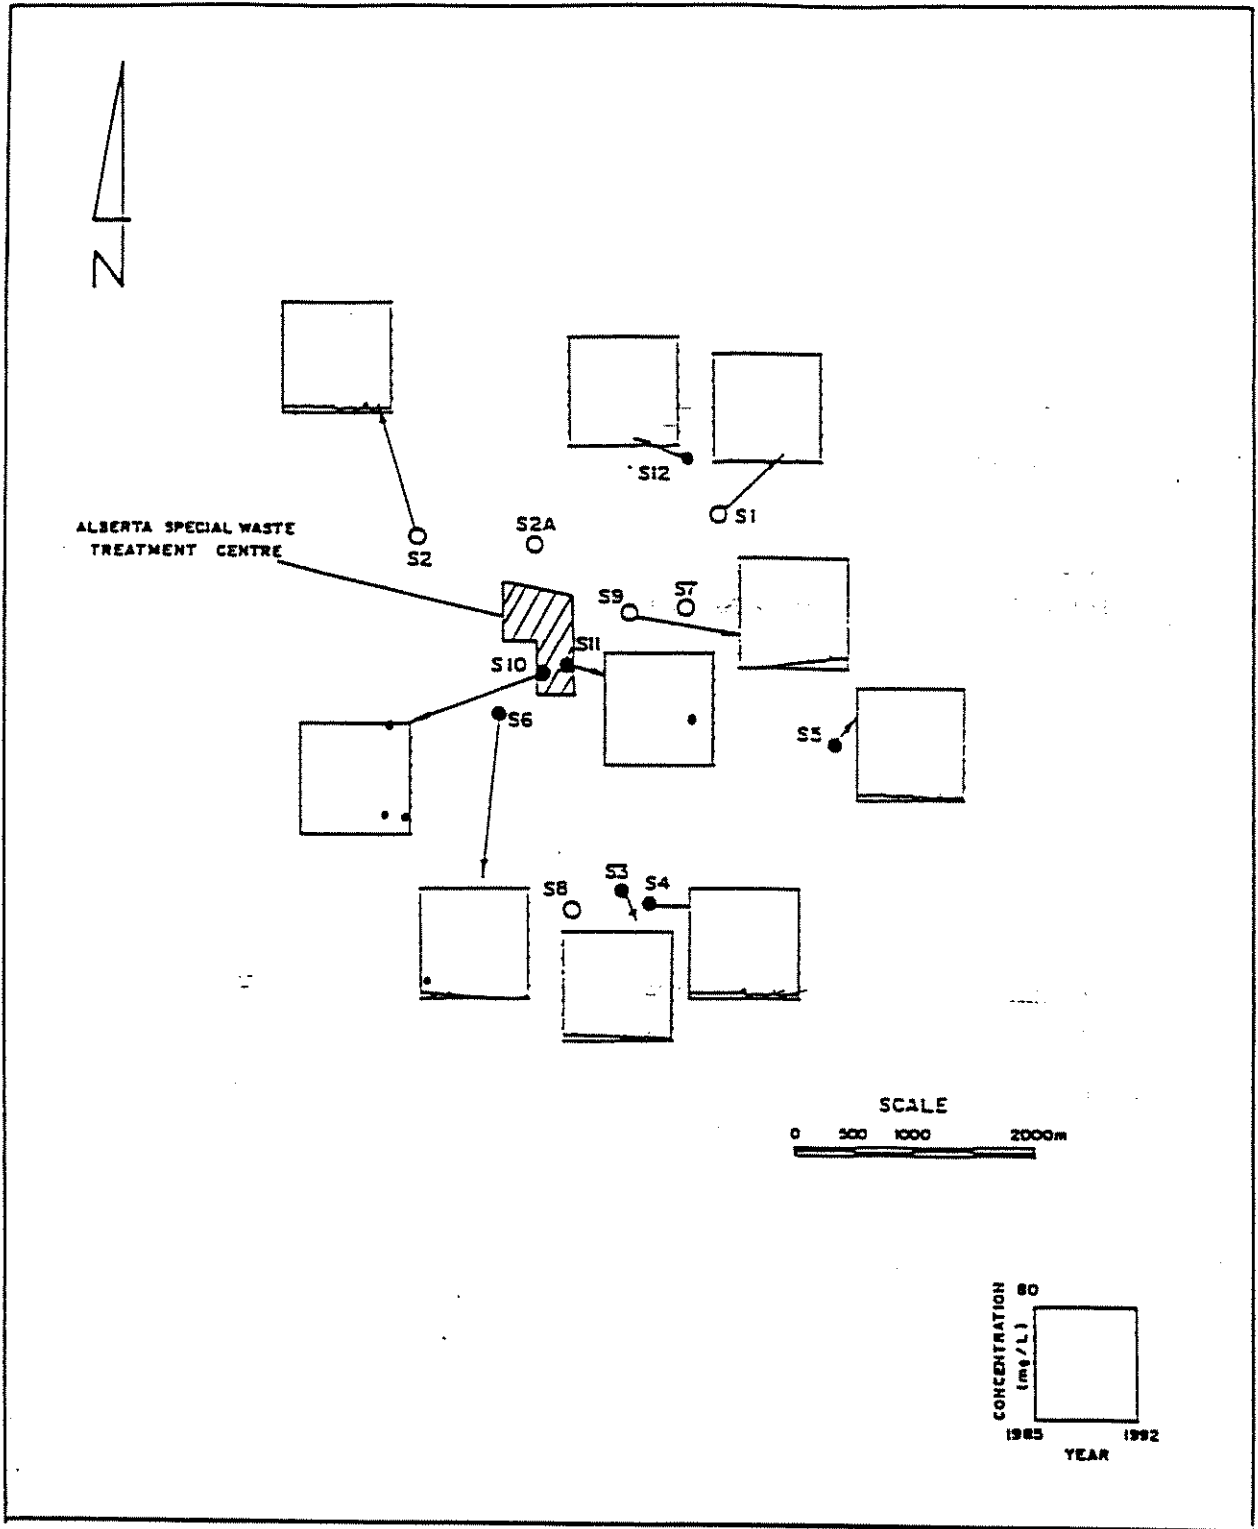 N
S12
S1
ALBERTA SPECIAL WASTE
TREATMENT CENTRE
S2
S2A
S9
S7
S11
S10
S6
S5
S3
S4
S8
SCALE
0 500 1000 2000m
CONCENTRATION
(mg/L)
80
1985 1992
YEAR